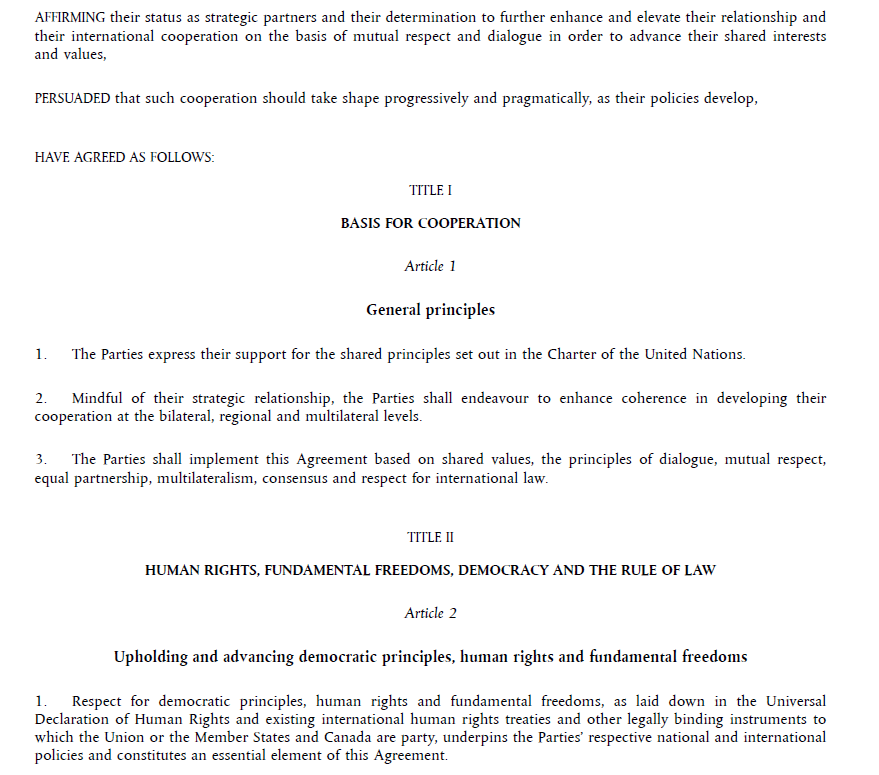 AFFIRMING their status as strategic partners and their determination to further enhance and elevate their relationship and
their international cooperation on the basis of mutual respect and dialogue in order to advance their shared interests
and values,
PERSUADED that such cooperation should take shape progressively and pragmatically, as their policies develop,
HAVE AGREED AS FOLLOWS:
TITLE I
BASIS FOR COOPERATION
Article 1
General principles
1. The Parties express their support for the shared principles set out in the Charter of the United Nations.
2. Mindful of their strategic relationship, the Parties shall endeavour to enhance coherence in developing their
cooperation at the bilateral, regional and multilateral levels.
3. The Parties shall implement this Agreement based on shared values, the principles of dialogue, mutual respect,
equal partnership, multilateralism, consensus and respect for international law.
TITLE II
HUMAN RIGHTS, FUNDAMENTAL FREEDOMS, DEMOCRACY AND THE RULE OF LAW
Article 2
Upholding and advancing democratic principles, human rights and fundamental freedoms
1. Respect for democratic principles, human rights and fundamental freedoms, as laid down in the Universal
Declaration of Human Rights and existing international human rights treaties and other legally binding instruments to
which the Union or the Member States and Canada are party, underpins the Parties' respective national and international
policies and constitutes an essential element of this Agreement.